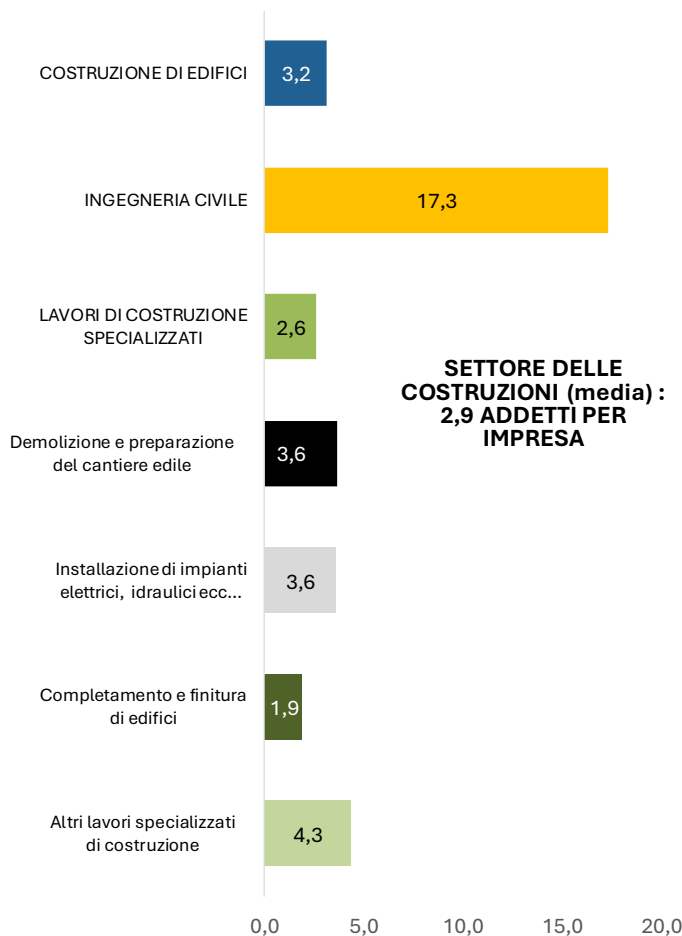 COSTRUZIONE DI EDIFICI
3,2
INGEGNERIA CIVILE
17,3
LAVORI DI COSTRUZIONE
SPECIALIZZATI
2,6
SETTORE DELLE
COSTRUZIONI (media) :
2,9 ADDETTI PER
IMPRESA
Demolizione e preparazione
del cantiere edile
3,6
Installazione di impianti
elettrici, idraulici ecc...
3,6
Completamento e finitura
di edifici
1,9
Altri lavori specializzati
di costruzione
4,3
0,0 5,0 10,0 15,0 20,0